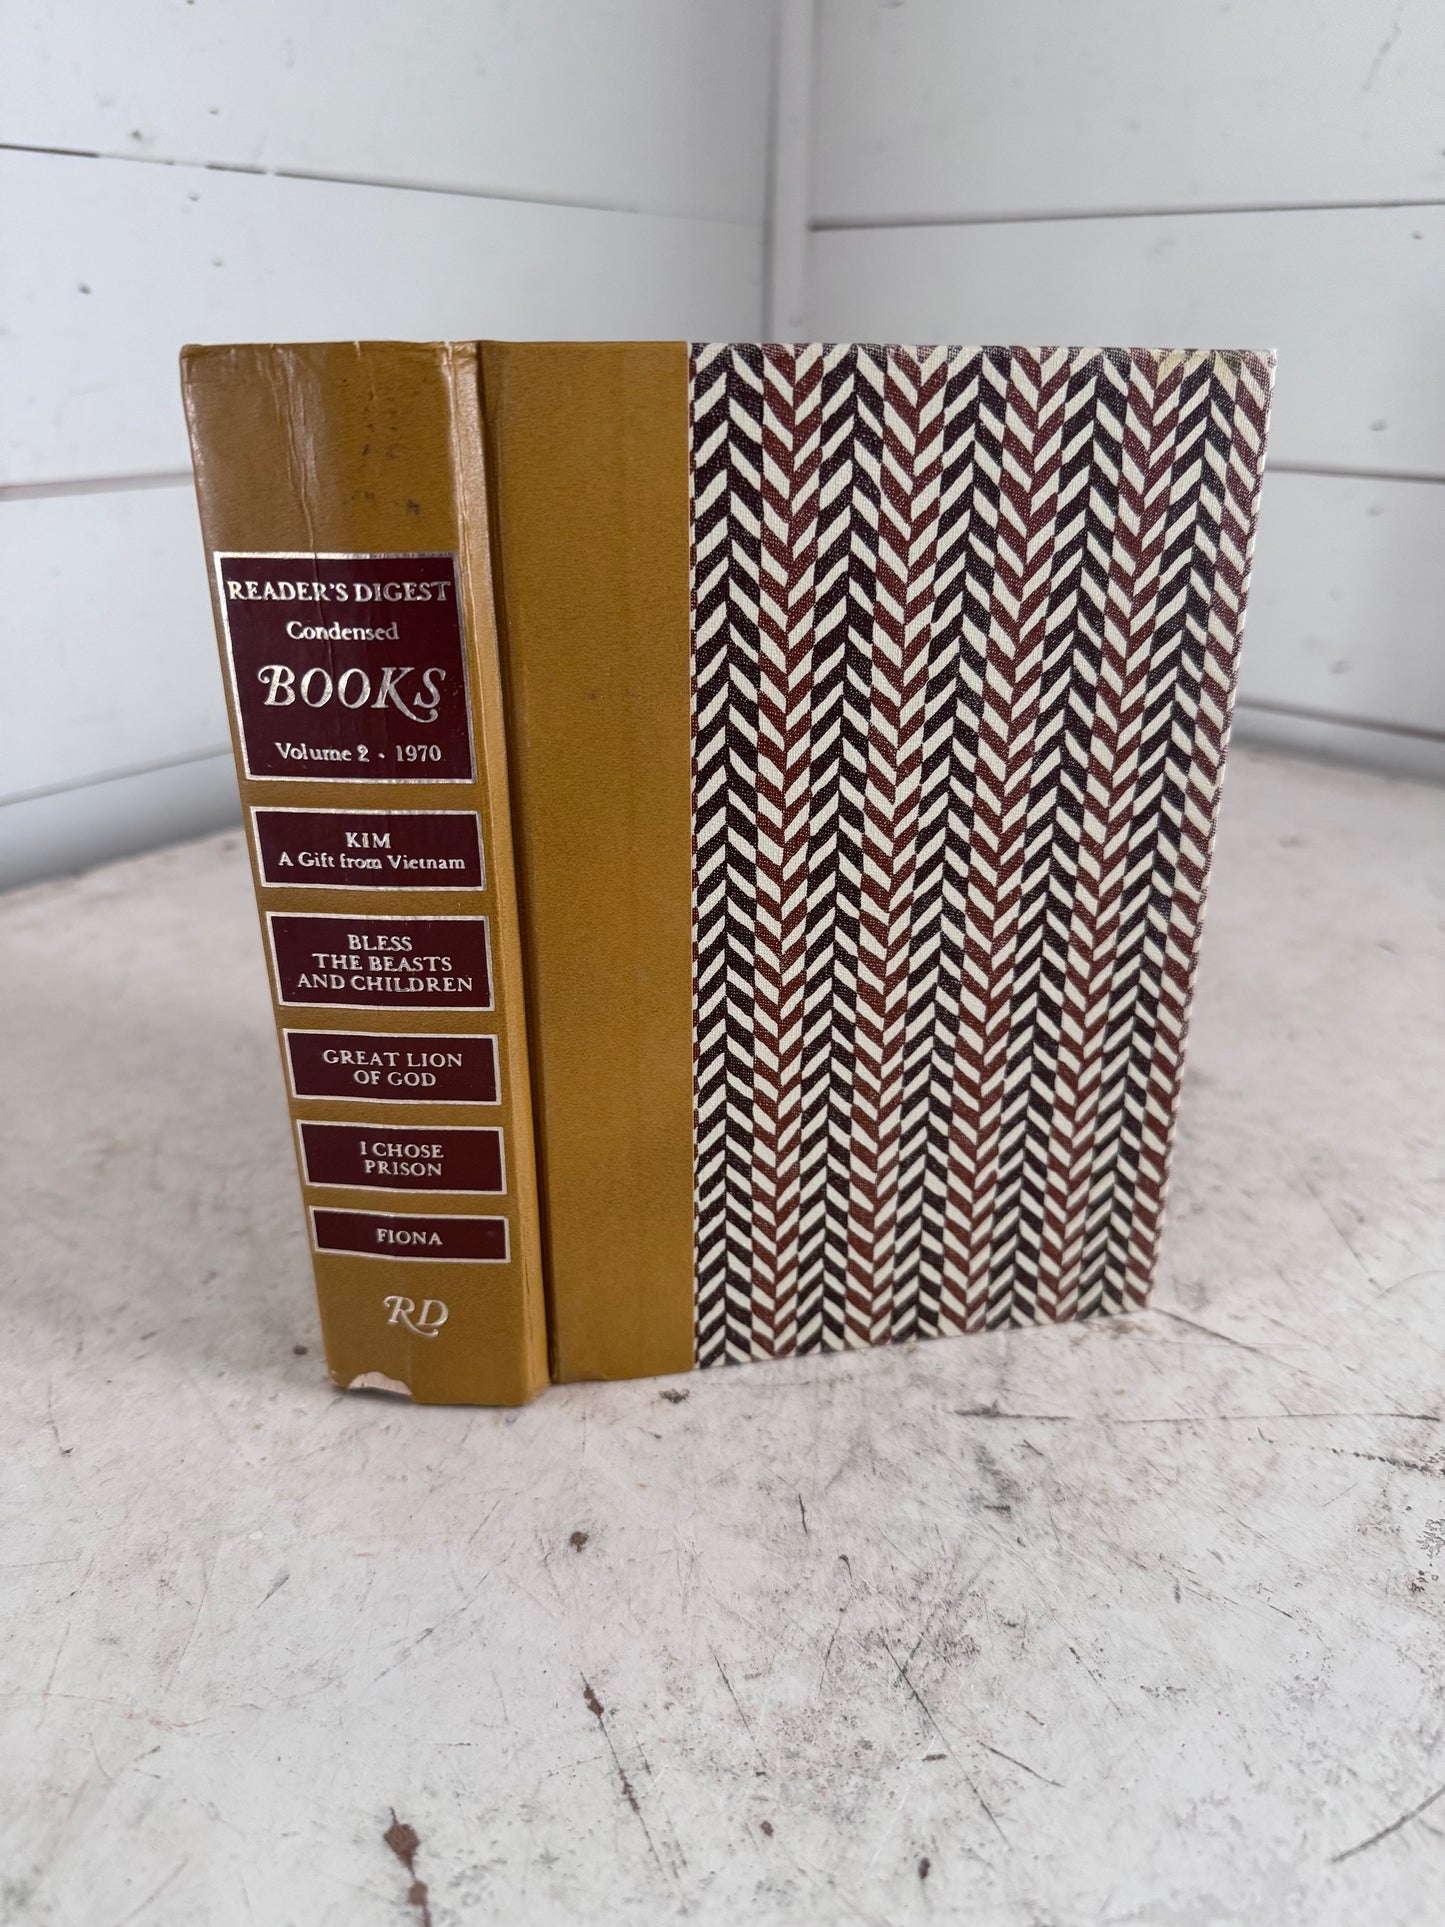 READER'S DIGEST
Condensed
BOOKS
Volume 2 · 1970
KIM
A Gift from Vietnam
BLESS
THE BEASTS
AND CHILDREN
GREAT LION
OF GOD
I CHOSE
PRISON
FIONA
RD